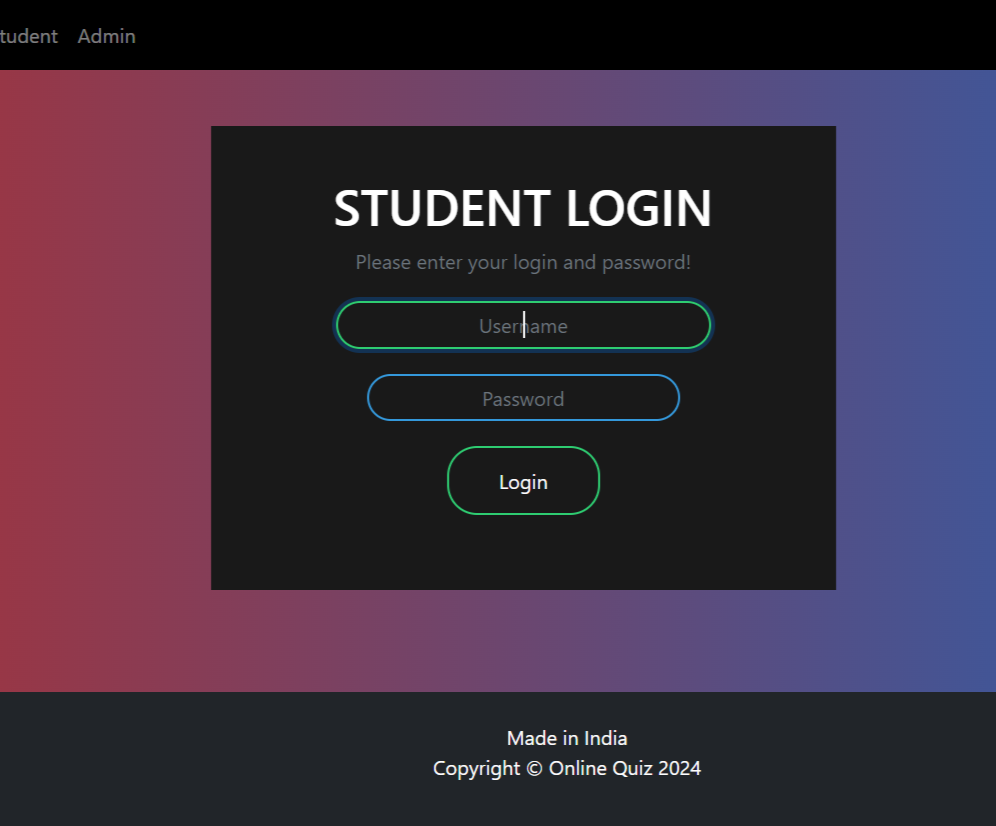 tudent Admin
STUDENT LOGIN
Please enter your login and password!
Username
Password
Login
Made in India
Copyright © Online Quiz 2024